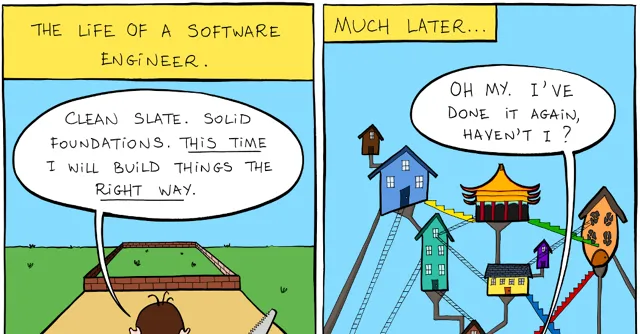 THE LIFE OF A SOFTWARE
ENGINEER.
CLEAN SLATE. SOLID
FOUNDATIONS. THIS TIME
I WILL BUILD THINGS THE
RIGHT WAY.
MUCH LATER...
OH MY. I'VE
DONE IT AGAIN,
HAVEN'T I ?